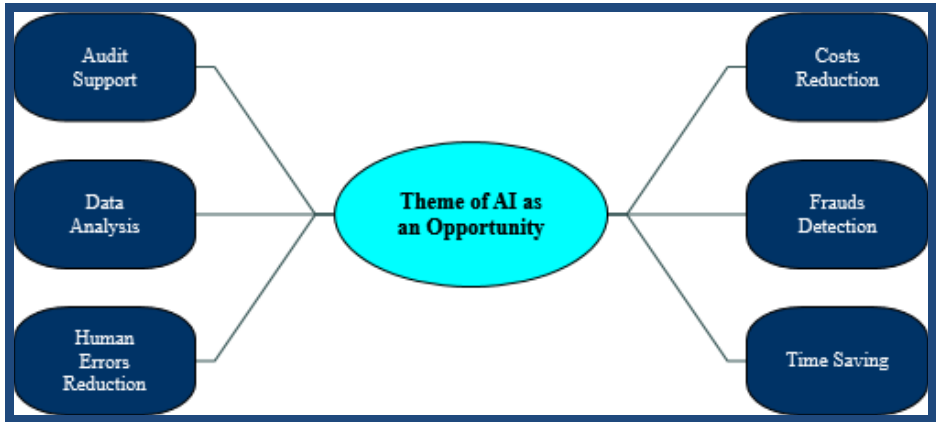 Audit
Support
Data
Analysis
Human
Errors
Reduction
Theme of AI as
an Opportunity
Costs
Reduction
Frauds
Detection
Time Saving